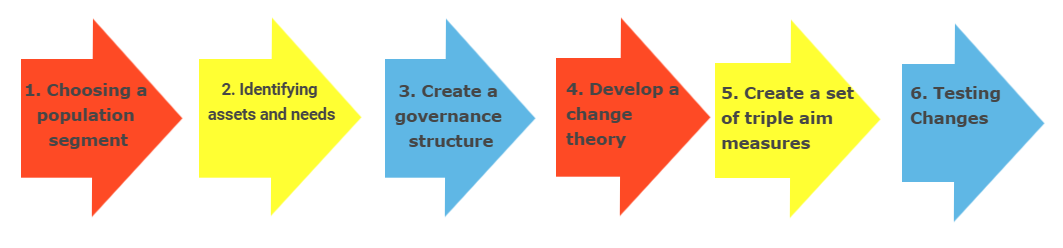 1. Choosing a
population
segment
2. Identifying
assets and needs
3. Create a
governance
structure
4. Develop a
change
theory
5. Create a set
of triple aim
measures
6. Testing
Changes